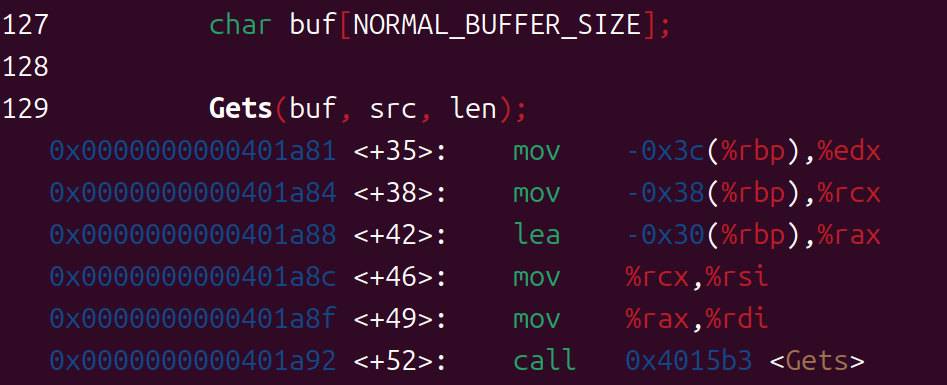 127 char buf[NORMAL_BUFFER_SIZE];
128
129 Gets(buf, src, len);
0x0000000000401a81 <+35>: mov -0x3c(%rbp),%edx
0x0000000000401a84 <+38>: mov -0x38(%rbp),%rcx
0x0000000000401a88 <+42>: lea -0x30(%rbp),%rax
0x0000000000401a8c <+46>: mov %rcx,%rsi
0x0000000000401a8f <+49>: mov %rax,%rdi
0x0000000000401a92 <+52>: call 0x4015b3 <Gets>